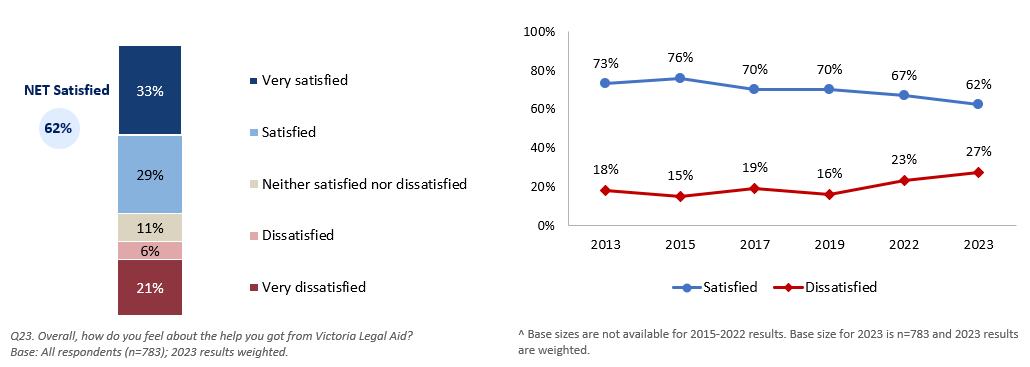 NET Satisfied
62%
33%
29%
11%
6%
21%
Very satisfied
Satisfied
Neither satisfied nor dissatisfied
Dissatisfied
Very dissatisfied
Q23. Overall, how do you feel about the help you got from Victoria Legal Aid?
Base: All respondents (n=783); 2023 results weighted.
100%
80%
60%
40%
20%
0%
73%
76%
70%
70%
67%
62%
18%
15%
19%
16%
23%
27%
2013
2015
2017
2019
2022
2023
Satisfied
Dissatisfied
^ Base sizes are not available for 2015-2022 results. Base size for 2023 is n=783 and 2023 results
are weighted.